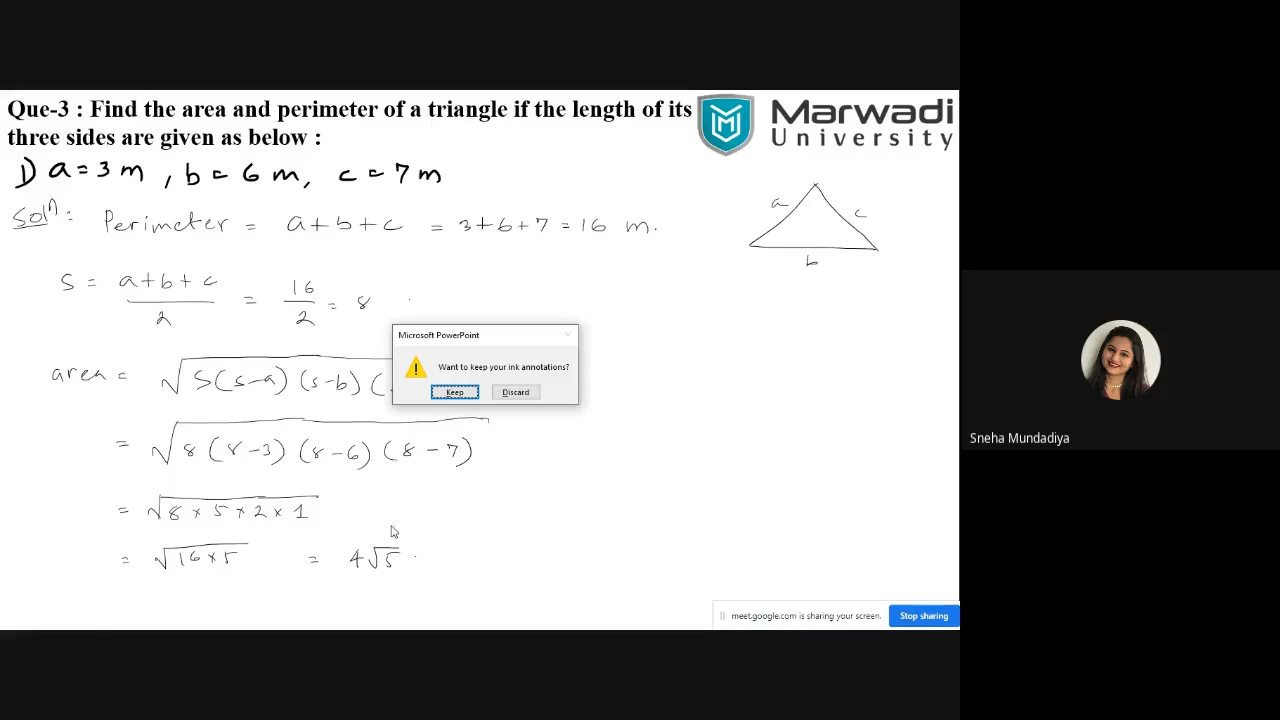 Que-3 : Find the area and perimeter of a triangle if the length of its
three sides are given as below :
Marwadi
University
1) a = 3 m , b = 6 m, c = 7 m
Solⁿ : Perimeter = a + b + c = 3 + 6 + 7 = 16 m.
a
c
b
S = a + b + c / 2 = 16 / 2 = 8
Microsoft PowerPoint
Want to keep your ink annotations?
Keep
Discard
area = √S (s-a) (s-b) (
= √8 (8-3) (8-6) (8-7)
= √8 × 5 × 2 × 1
= √16 × 5 = 4√5
Sneha Mundadiya
meet.google.com is sharing your screen.
Stop sharing